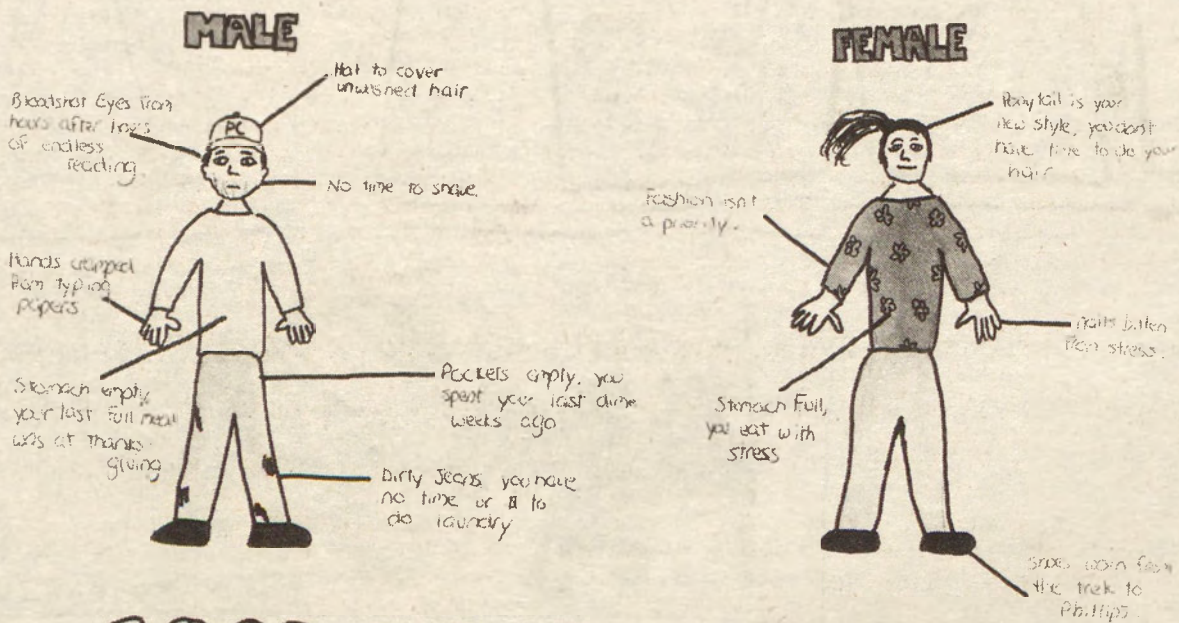 MALE
Hat to cover
unwashed hair
Bloodshot Eyes from
hours after hours
of endless
reading.
PC
No time to shave.
Hands cramped
from typing
papers
Stomach empty,
your last full meal
was at Thanks-
giving
Pockets empty, you
spent your last dime
weeks ago
Dirty Jeans, you have
no time or $ to
do laundry
FEMALE
Ponytail is your
new style, you don't
have time to do your
hair
Fashion isn't
a priority.
nails bitten
from stress.
Stomach Full,
you eat with
stress
Shoes worn from
the trek to
Phillips